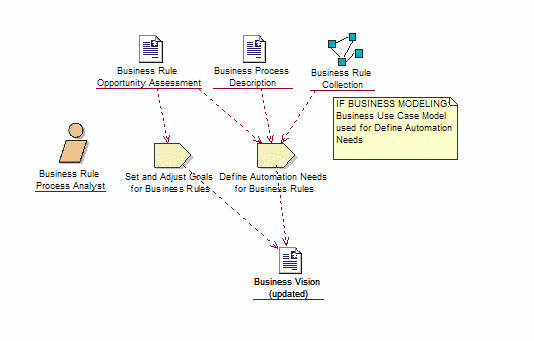 Business Rule
Opportunity Assessment
Business Process
Description
Business Rule
Collection
IF BUSINESS MODELING:
Business Use Case Model
used for Define Automation
Needs
Business Rule
Process Analyst
Set and Adjust Goals
for Business Rules
Define Automation Needs
for Business Rules
Business Vision
(updated)